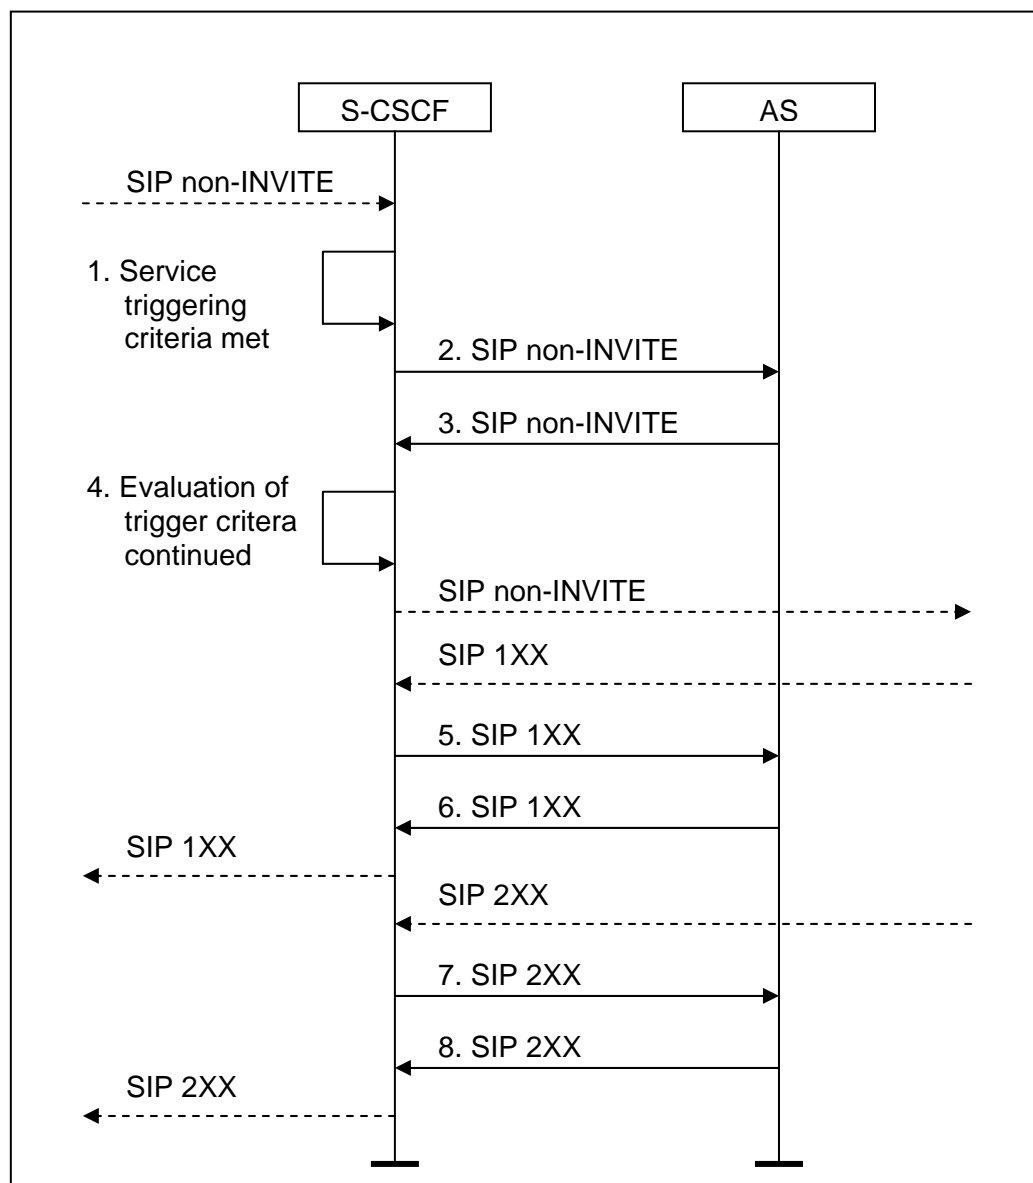 S-CSCF
AS
SIP non-INVITE
1. Service
triggering
criteria met
2. SIP non-INVITE
3. SIP non-INVITE
4. Evaluation of
trigger critera
continued
SIP non-INVITE
SIP 1XX
5. SIP 1XX
6. SIP 1XX
SIP 1XX
SIP 2XX
7. SIP 2XX
8. SIP 2XX
SIP 2XX